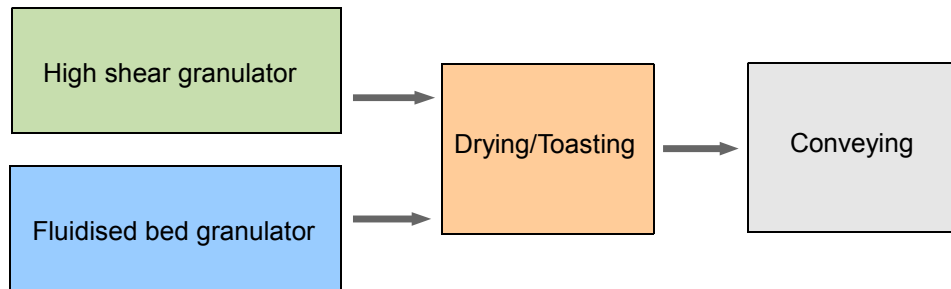 High shear granulator
Fluidised bed granulator
Drying/Toasting
Conveying